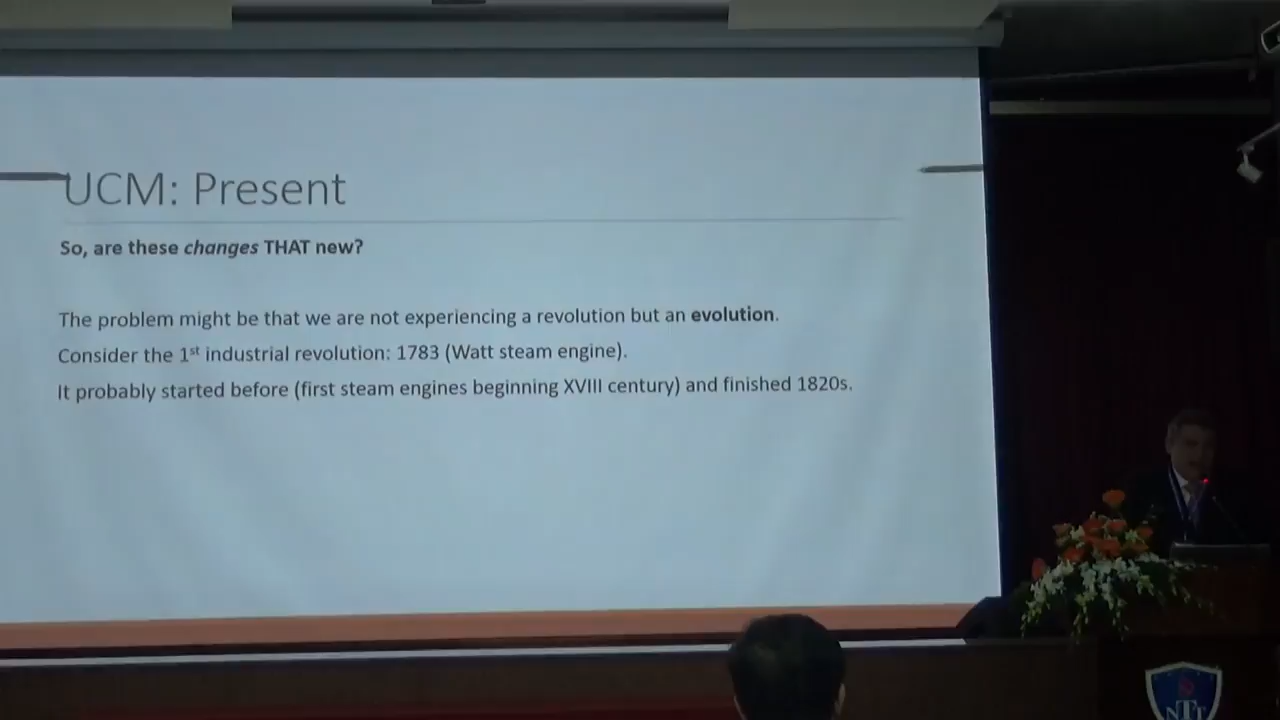 UCM: Present
So, are these changes THAT new?
The problem might be that we are not experiencing a revolution but an evolution.
Consider the 1st industrial revolution: 1783 (Watt steam engine).
It probably started before (first steam engines beginning XVIII century) and finished 1820s.
NTT